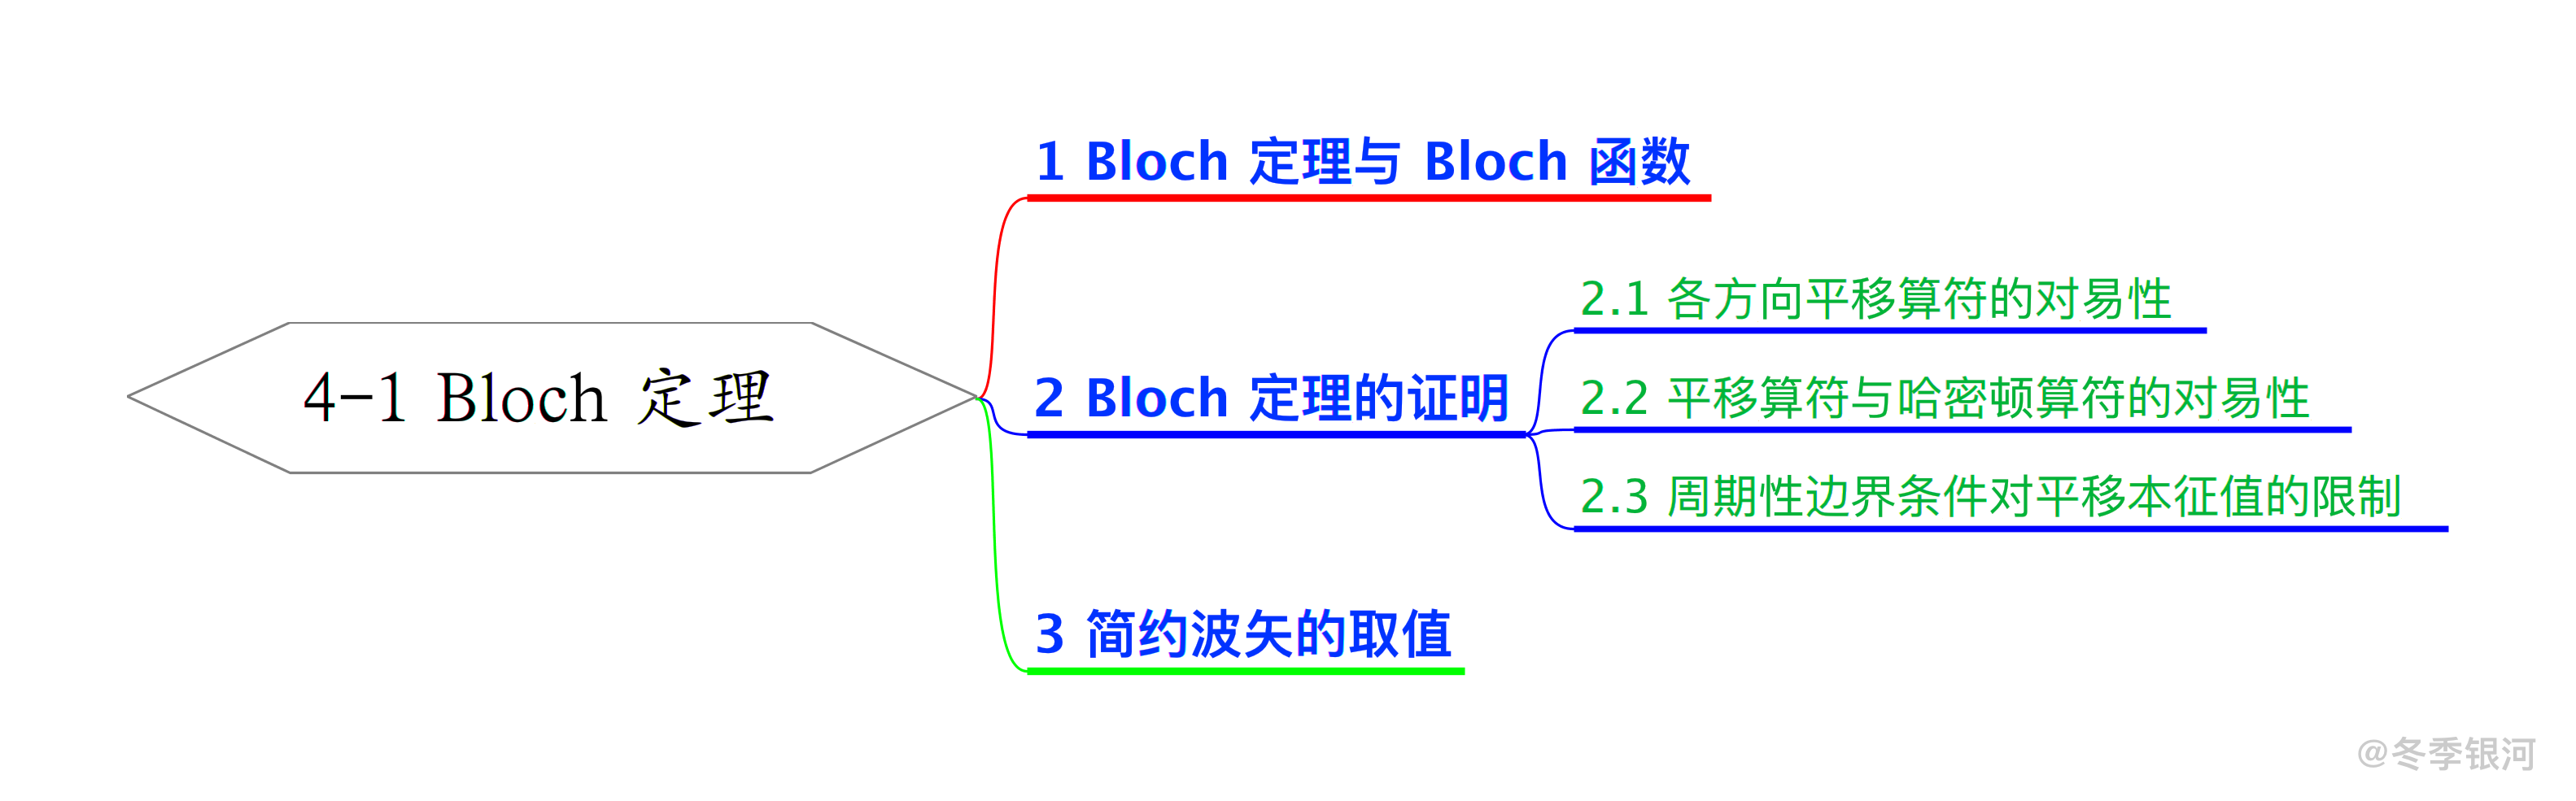 4-1 Bloch 定理
1 Bloch 定理与 Bloch 函数
2 Bloch 定理的证明
2.1 各方向平移算符的对易性
2.2 平移算符与哈密顿算符的对易性
2.3 周期性边界条件对平移本征值的限制
3 简约波矢的取值
@冬季银河